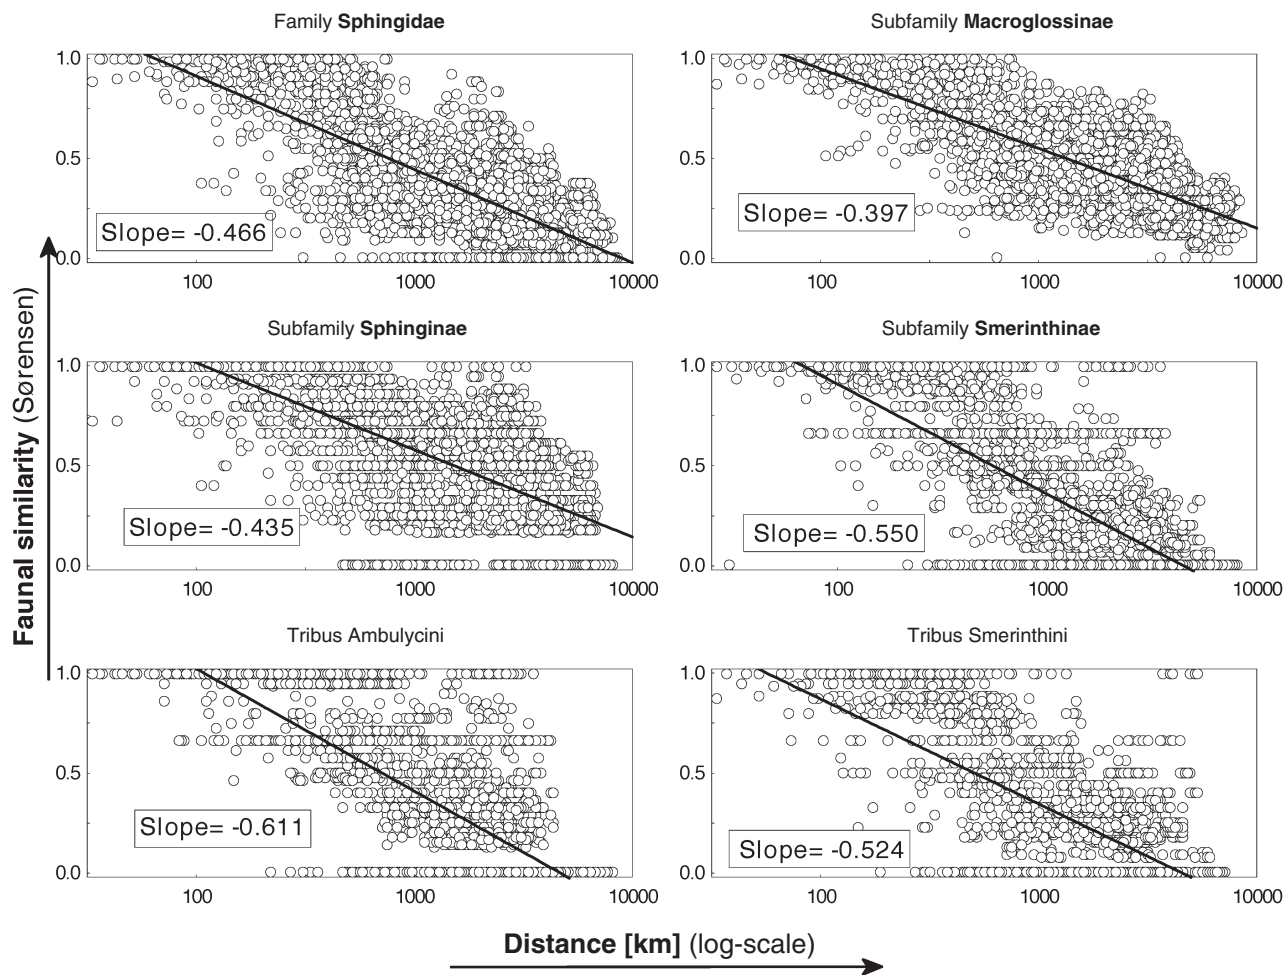 Family Sphingidae
1.0
0.5
0.0
Slope= -0.466
100 1000 10000
Subfamily Macroglossinae
1.0
0.5
0.0
Slope= -0.397
100 1000 10000
Subfamily Sphinginae
1.0
0.5
0.0
Slope= -0.435
100 1000 10000
Subfamily Smerinthinae
1.0
0.5
0.0
Slope= -0.550
100 1000 10000
Tribus Ambulycini
1.0
0.5
0.0
Slope= -0.611
100 1000 10000
Tribus Smerinthini
1.0
0.5
0.0
Slope= -0.524
100 1000 10000
Faunal similarity (Sørensen)
Distance [km] (log-scale)